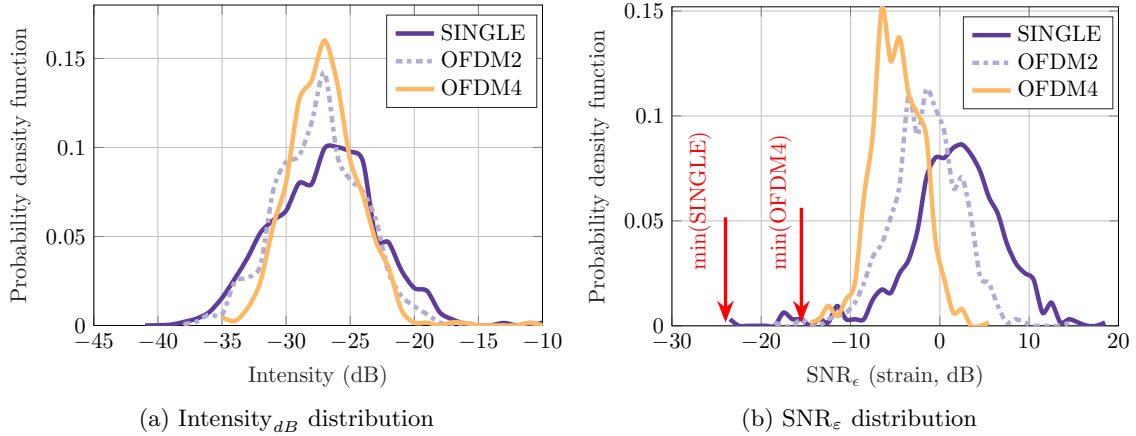 Probability density function
0.15
0.1
0.05
0
−45
−40
−35
−30
−25
−20
−15
−10
Intensity (dB)
SINGLE
OFDM2
OFDM4
(a) Intensity_{dB} distribution
Probability density function
0.15
0.1
0.05
0
−30
−20
−10
0
10
20
SNR_ϵ (strain, dB)
min(SINGLE)
min(OFDM4)
SINGLE
OFDM2
OFDM4
(b) SNR_ε distribution